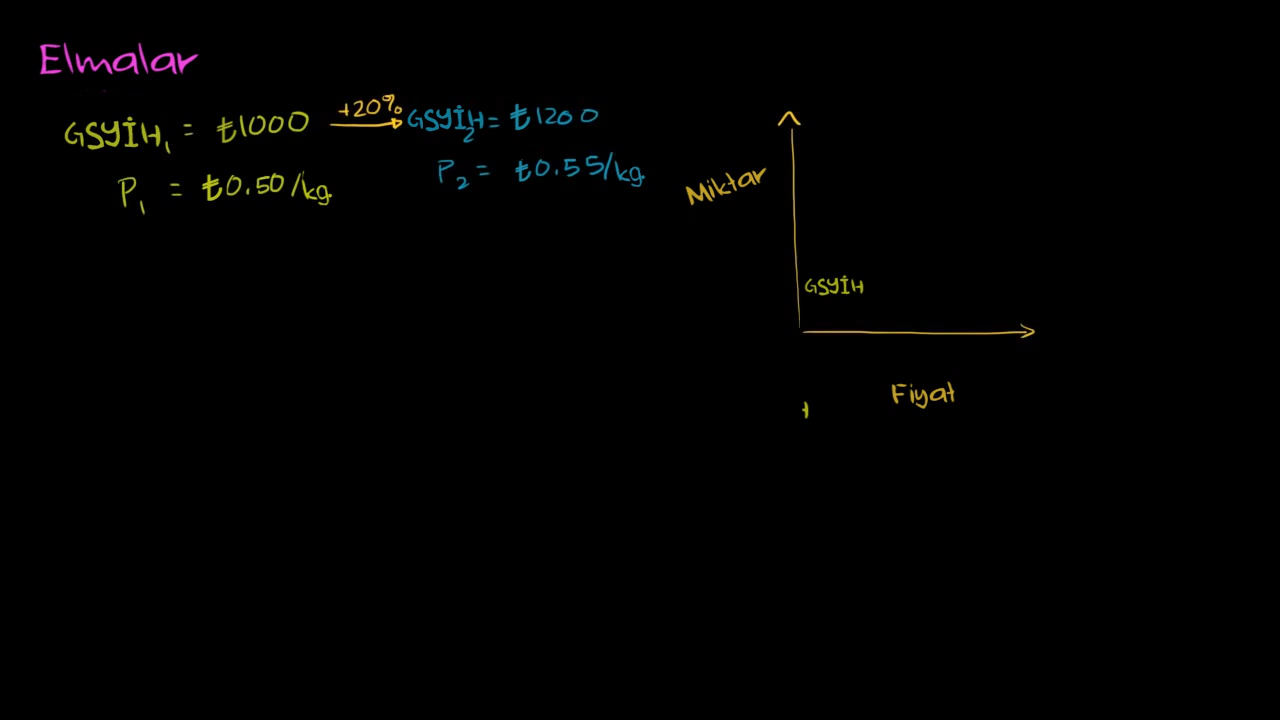 Elmalar
GSYİH₁ = ₺1000
+20%
GSYİH₂ = ₺1200
P₁ = ₺0.50/kg.
P₂ = ₺0.55/kg.
Miktar
GSYİH
Fiyat